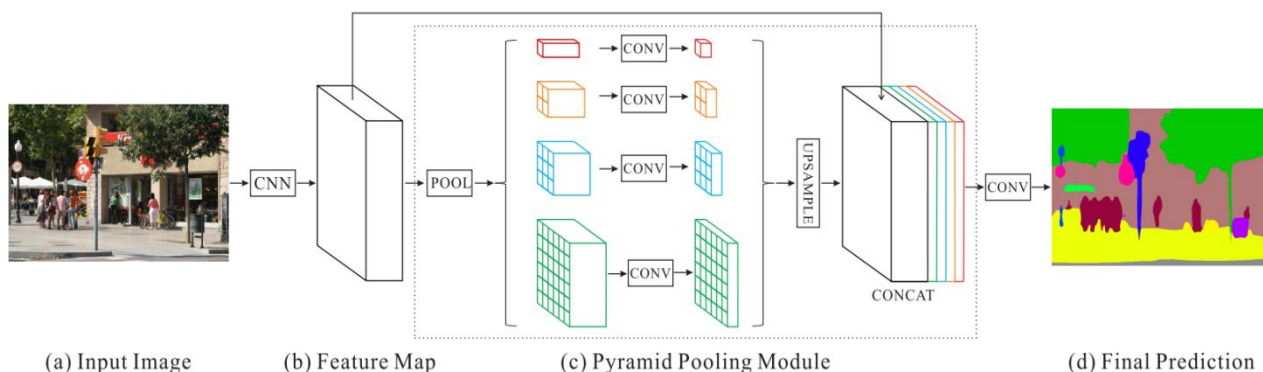 CNN
POOL
CONV
CONV
CONV
CONV
UPSAMPLE
CONCAT
CONV
(a) Input Image
(b) Feature Map
(c) Pyramid Pooling Module
(d) Final Prediction